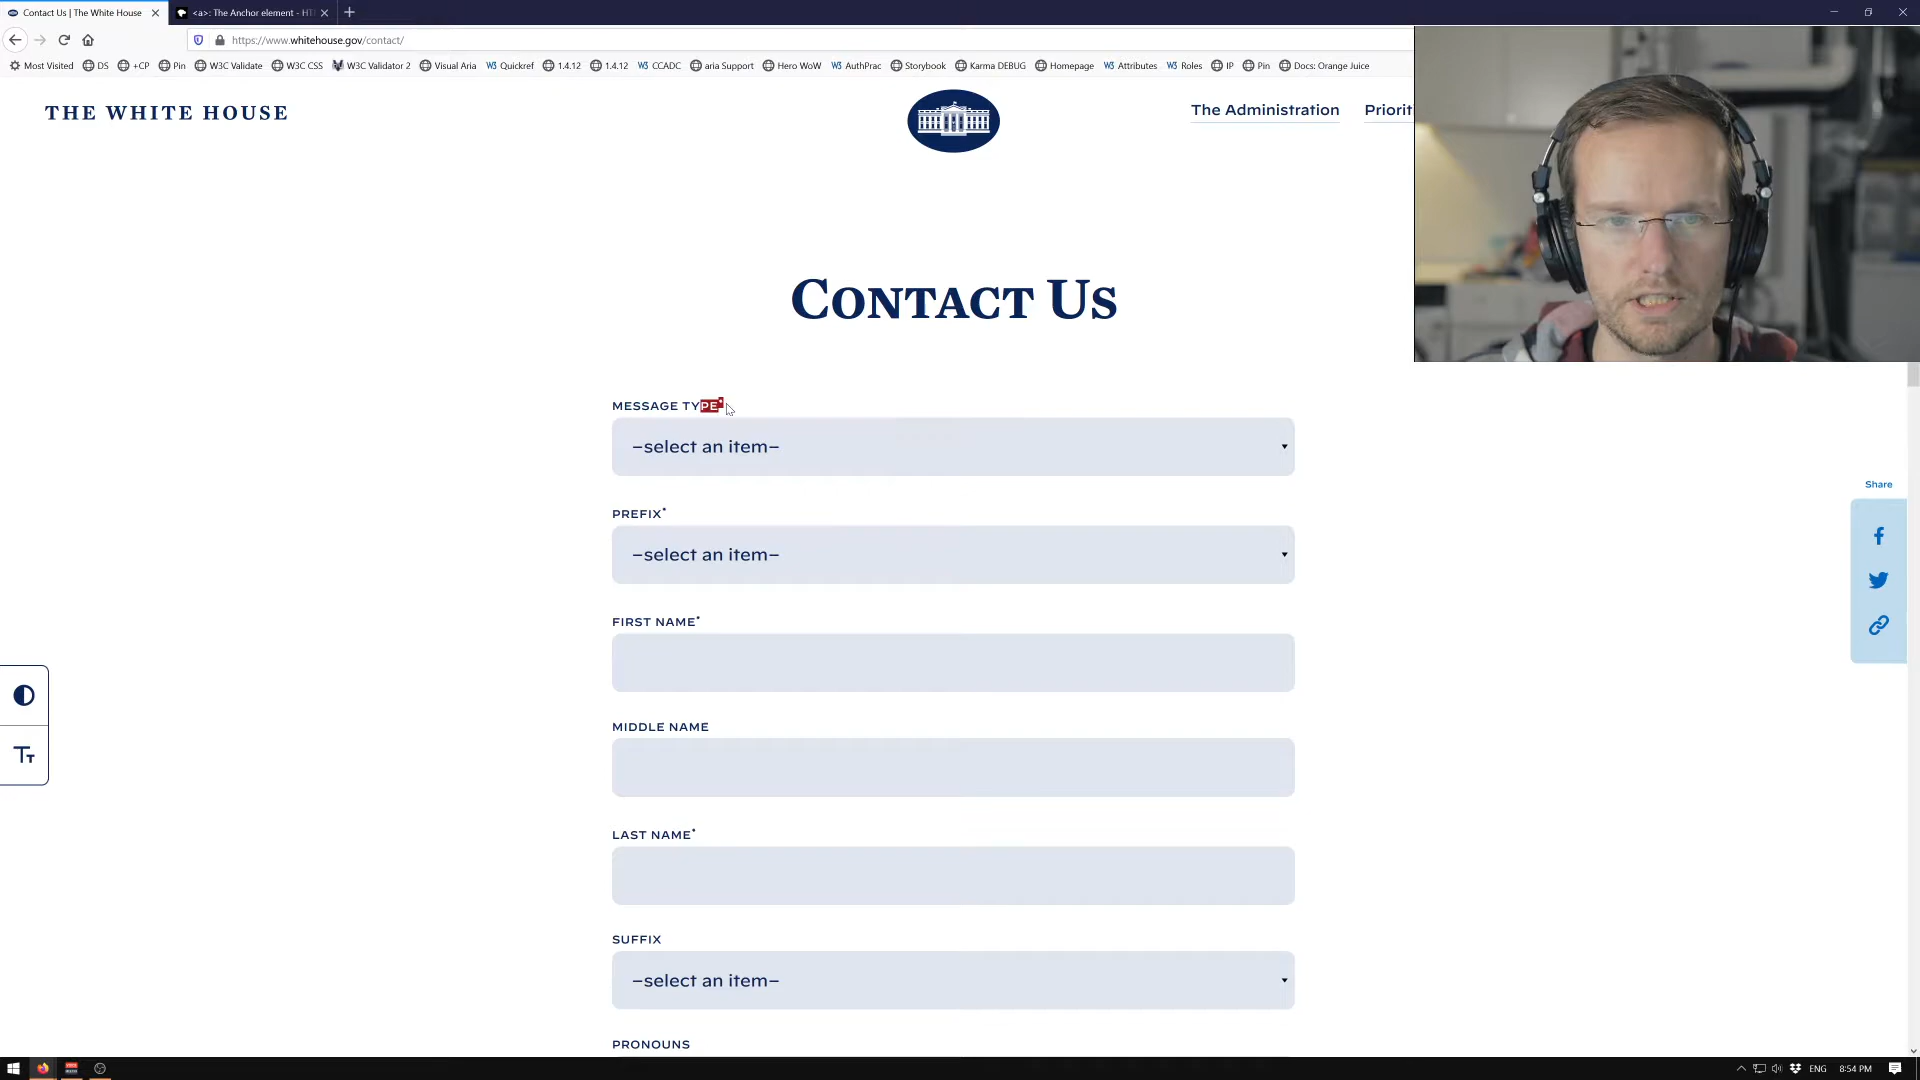 Contact Us | The White House
<a>: The Anchor element - HT
https://www.whitehouse.gov/contact/
Most Visited DS +CP Pin W3C Validate W3C CSS W3C Validator 2 Visual Aria Quickref 1.4.12 1.4.12 CCADC aria Support Hero WoW AuthPrac Storybook Karma DEBUG Homepage Attributes Roles IP Pin Docs: Orange Juice
THE WHITE HOUSE
The Administration
Priorit
CONTACT US
MESSAGE TYPE*
–select an item–
PREFIX*
–select an item–
FIRST NAME*
MIDDLE NAME
LAST NAME*
SUFFIX
–select an item–
PRONOUNS
Share
Tт
ENG
8:54 PM